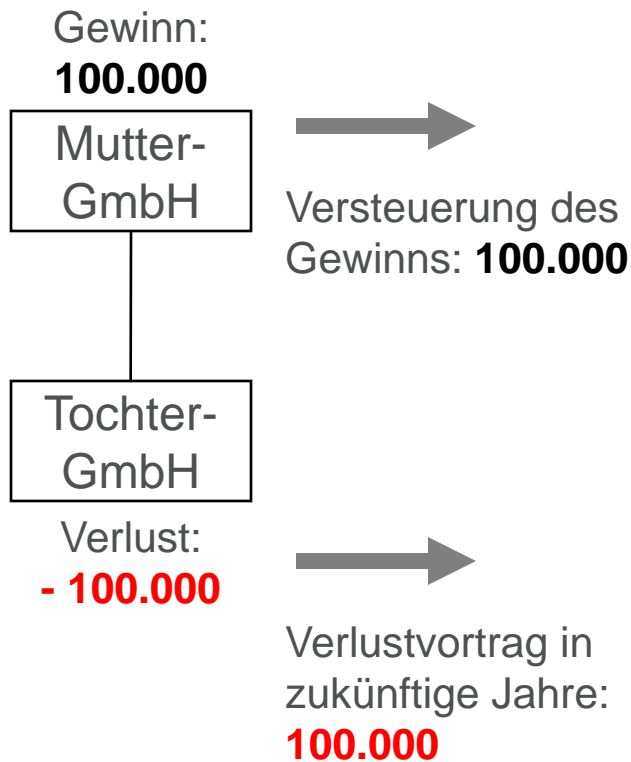 Gewinn:
100.000
Mutter-
GmbH
Versteuerung des
Gewinns: 100.000
Tochter-
GmbH
Verlust:
- 100.000
Verlustvortrag in
zukünftige Jahre:
100.000